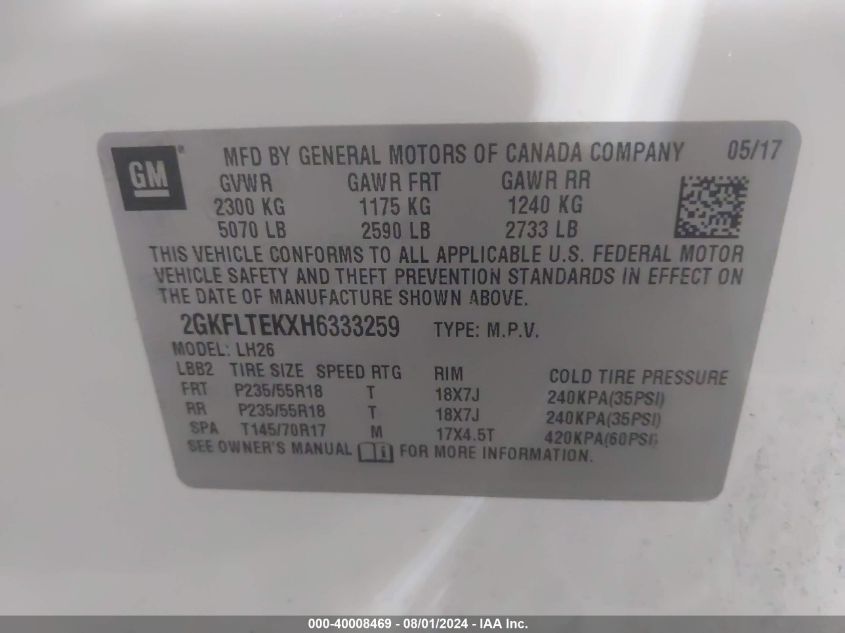 GM ® MFD BY GENERAL MOTORS OF CANADA COMPANY 05/17
GVWR GAWR FRT GAWR RR
2300 KG 1175 KG 1240 KG
5070 LB 2590 LB 2733 LB
THIS VEHICLE CONFORMS TO ALL APPLICABLE U.S. FEDERAL MOTOR
VEHICLE SAFETY AND THEFT PREVENTION STANDARDS IN EFFECT ON
THE DATE OF MANUFACTURE SHOWN ABOVE.
2GKFLTEKXH6333259 TYPE: M.P.V.
MODEL: LH26
LBB2 TIRE SIZE SPEED RTG RIM COLD TIRE PRESSURE
FRT P235/55R18 T 18X7J 240KPA(35PSI)
RR P235/55R18 T 18X7J 240KPA(35PSI)
SPA T145/70R17 M 17X4.5T 420KPA(60PSI)
SEE OWNER'S MANUAL FOR MORE INFORMATION.
000-40008469 - 08/01/2024 - IAA Inc.